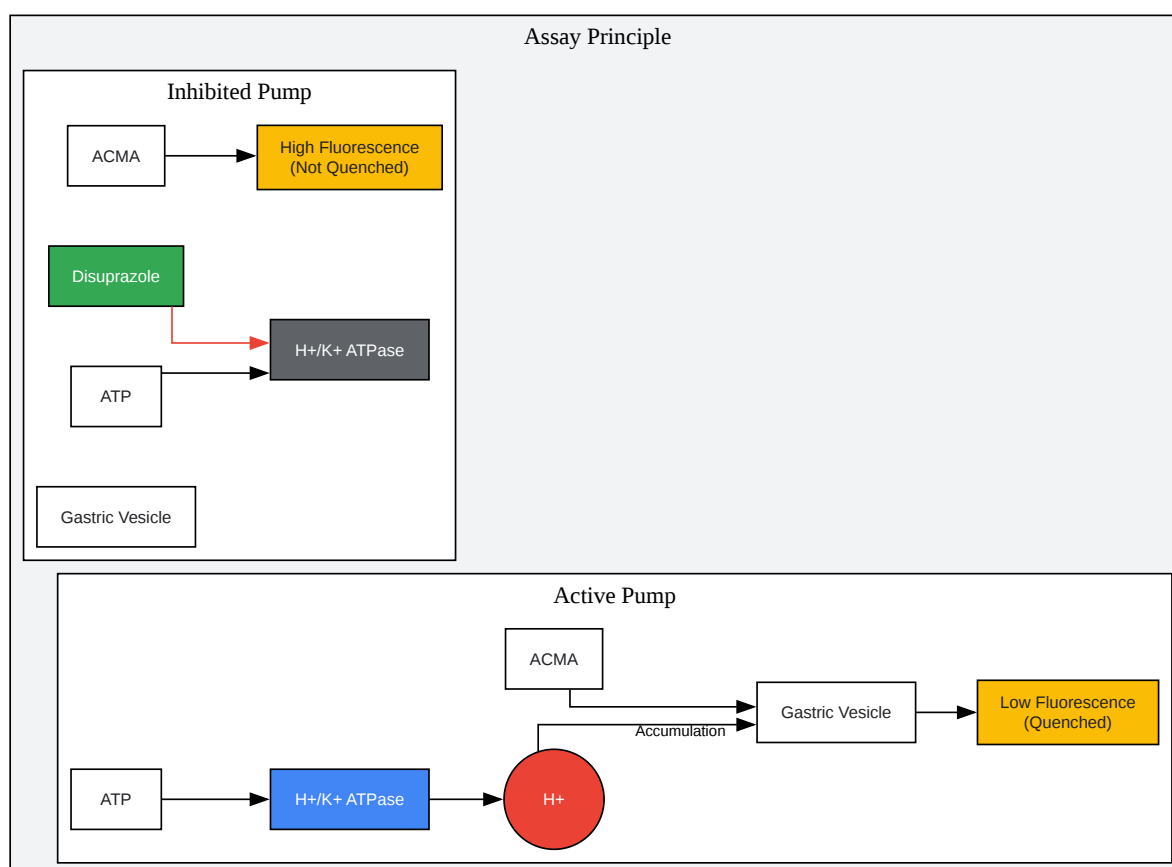 Assay Principle
Inhibited Pump
ACMA
High Fluorescence
(Not Quenched)
Disuprazole
H+/K+ ATPase
ATP
Gastric Vesicle
Active Pump
ACMA
Gastric Vesicle
Low Fluorescence
(Quenched)
Accumulation
ATP
H+/K+ ATPase
H+